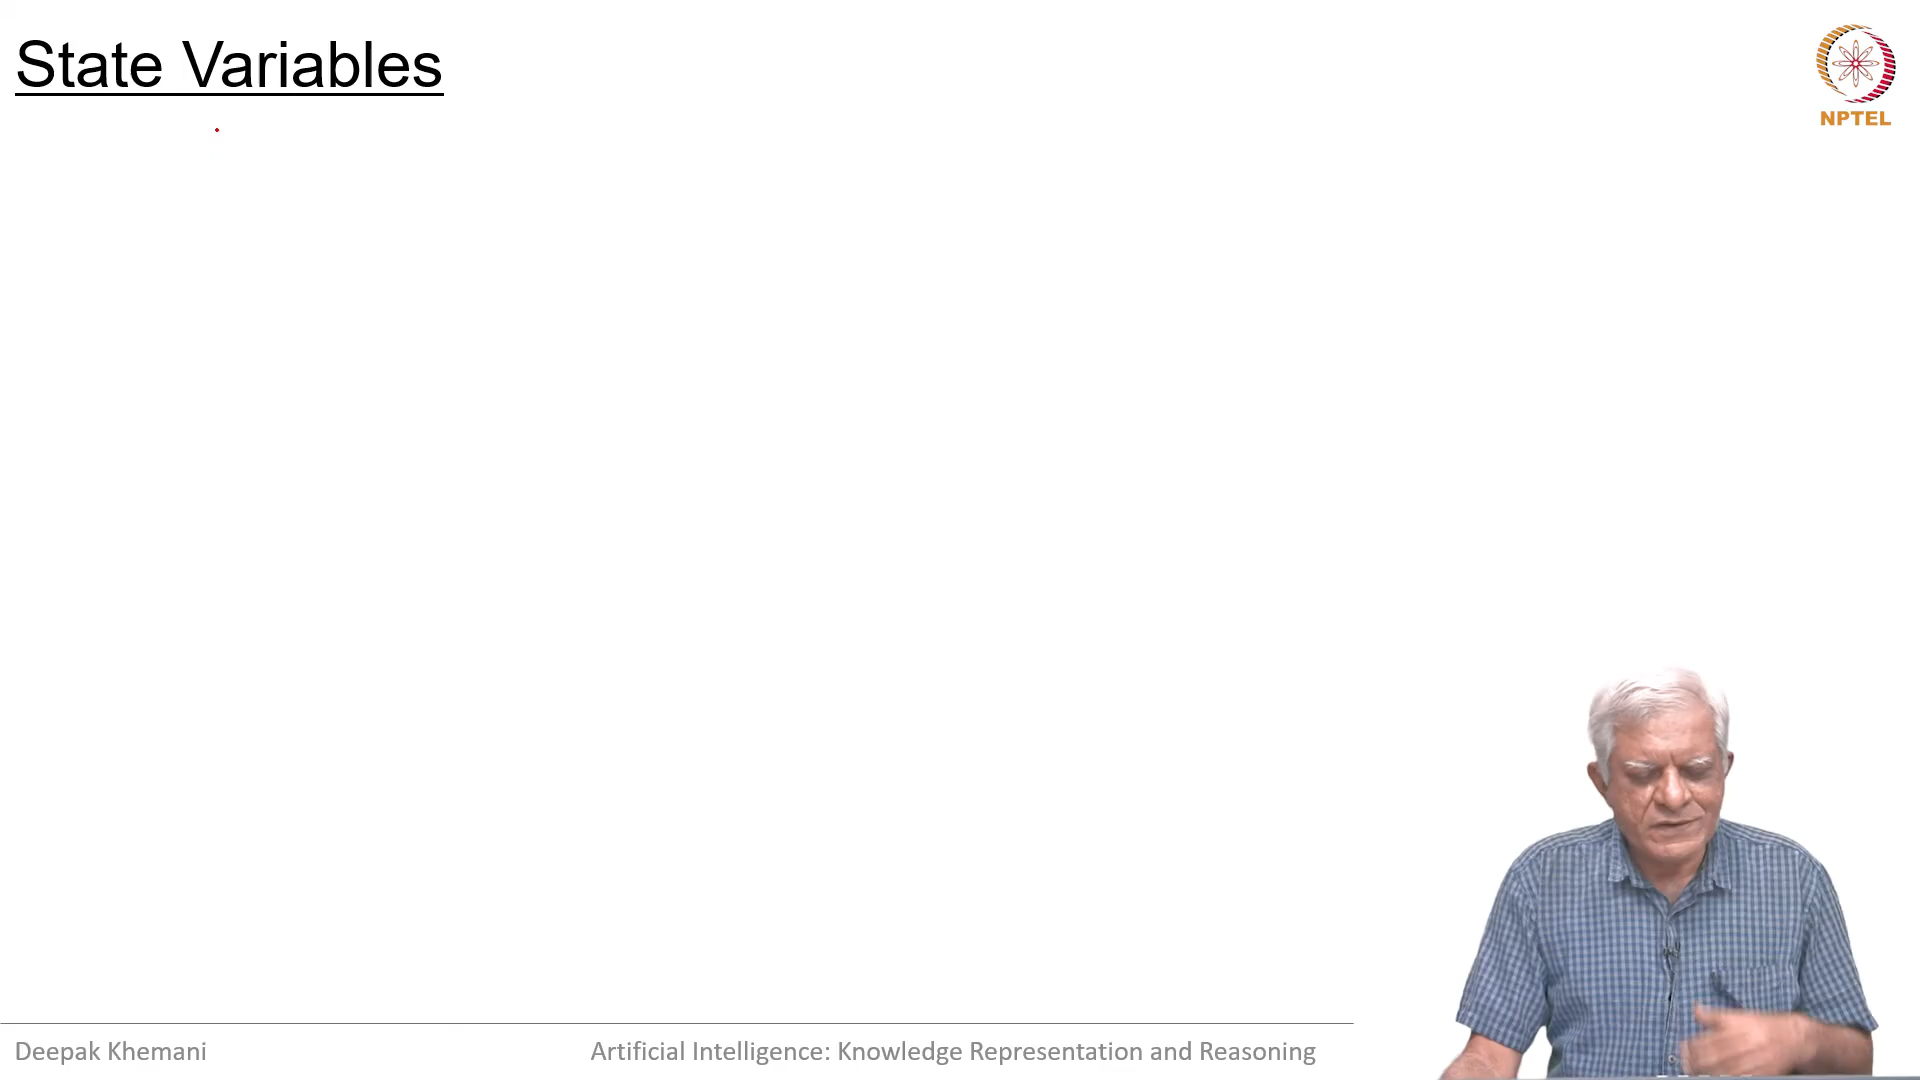 State Variables
NPTEL
Deepak Khemani
Artificial Intelligence: Knowledge Representation and Reasoning